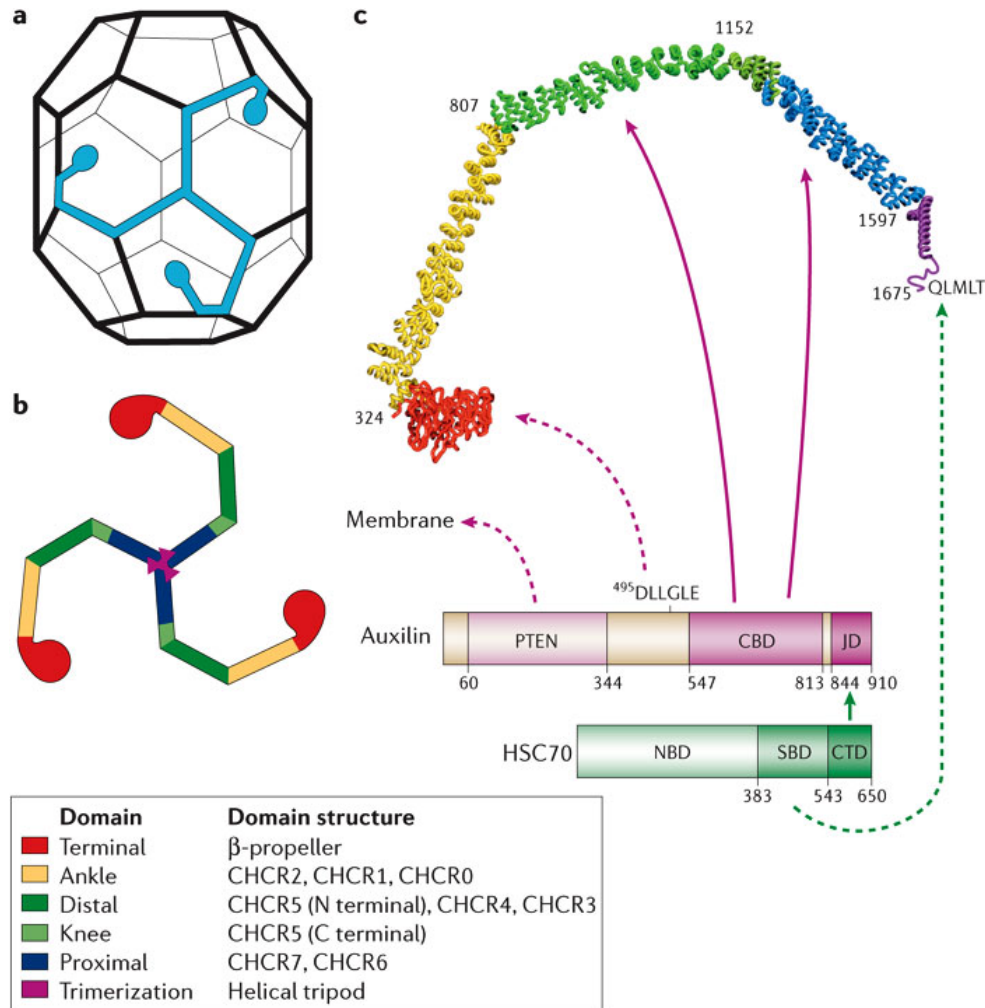 a
b
c
1152
807
1597
1675
QLMLT
324
Membrane
⁴⁹⁵DLLGLE
Auxilin
PTEN
CBD
JD
60
344
547
813
844
910
HSC70
NBD
SBD
CTD
383
543
650
Domain Domain structure
Terminal β-propeller
Ankle CHCR2, CHCR1, CHCR0
Distal CHCR5 (N terminal), CHCR4, CHCR3
Knee CHCR5 (C terminal)
Proximal CHCR7, CHCR6
Trimerization Helical tripod